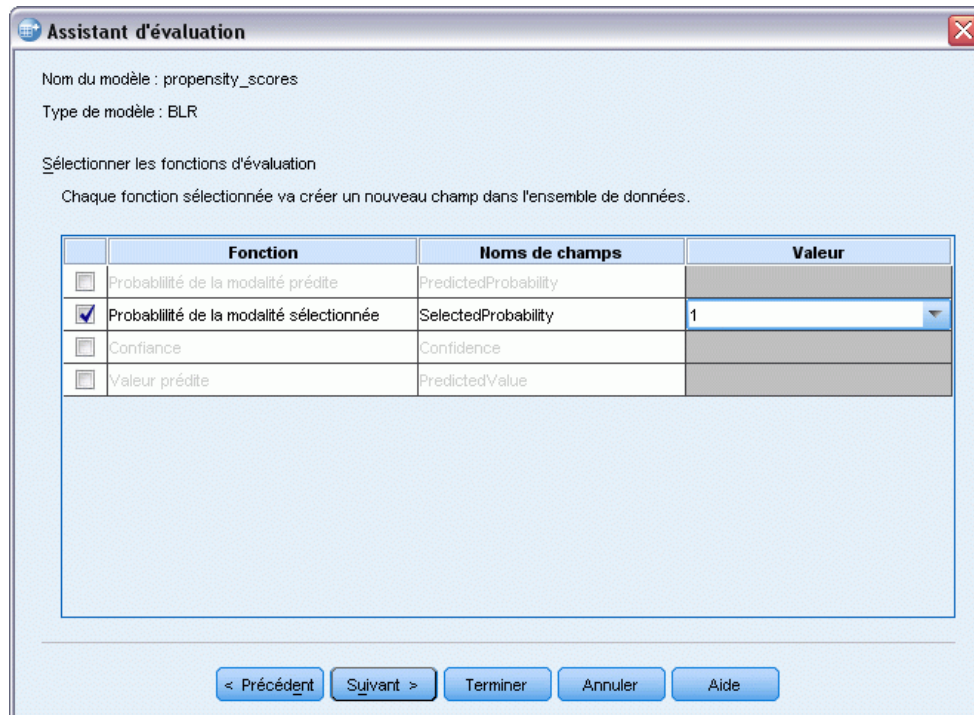 Assistant d'évaluation
Nom du modèle : propensity_scores
Type de modèle : BLR
Sélectionner les fonctions d'évaluation
Chaque fonction sélectionnée va créer un nouveau champ dans l'ensemble de données.
Fonction Noms de champs Valeur
Probablilité de la modalité prédite PredictedProbability
Probablilité de la modalité sélectionnée SelectedProbability 1
Confiance Confidence
Valeur prédite PredictedValue
< Précédent Suivant > Terminer Annuler Aide